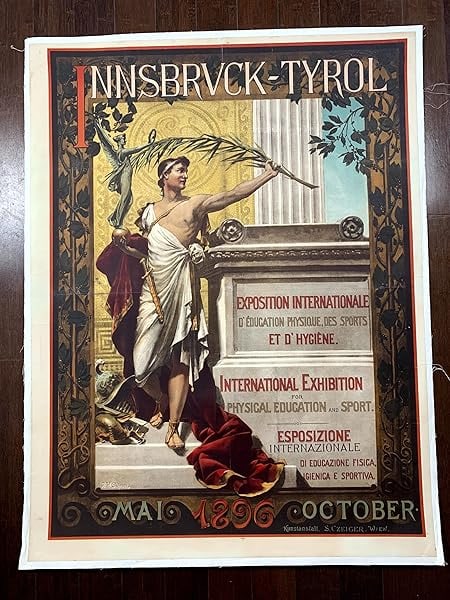 INNSBRVCK-TYROL
EXPOSITION INTERNATIONALE
D'ÉDUCATION PHYSIQUE, DES SPORTS
ET D'HYGIÈNE.
INTERNATIONAL EXHIBITION
FOR
PHYSICAL EDUCATION AND SPORT.
ESPOSIZIONE
INTERNAZIONALE
DI EDUCAZIONE FISICA,
IGIENICA E SPORTIVA.
MAI 1896 OCTOBER
Kunstanstalt, S. CZEIGER, WIEN.